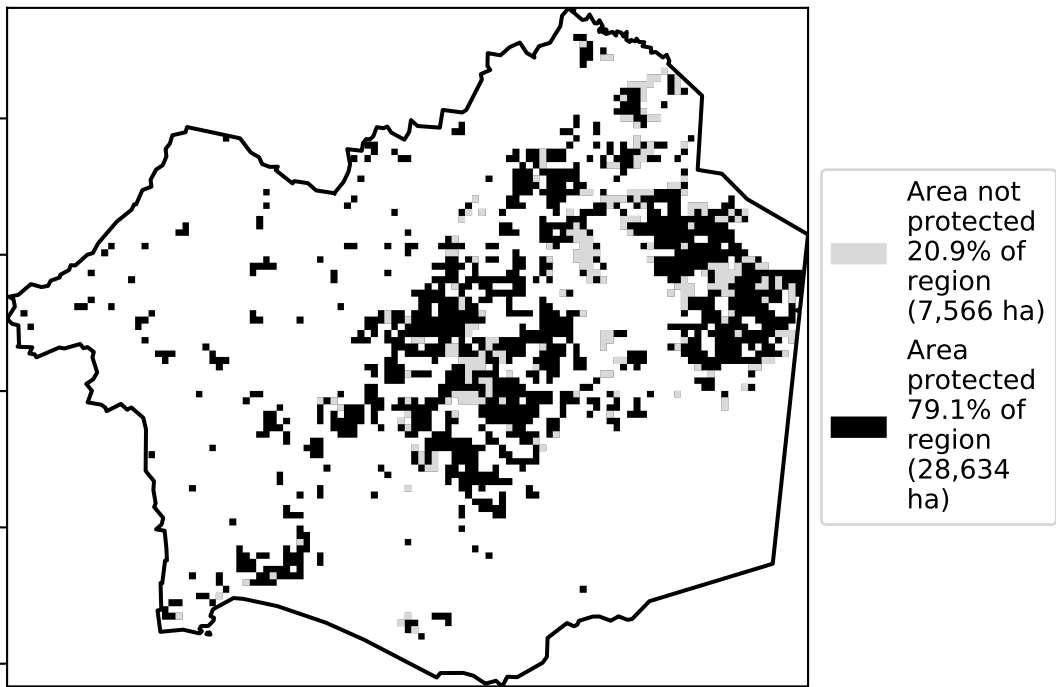 Area not
protected
20.9% of
region
(7,566 ha)
Area
protected
79.1% of
region
(28,634
ha)